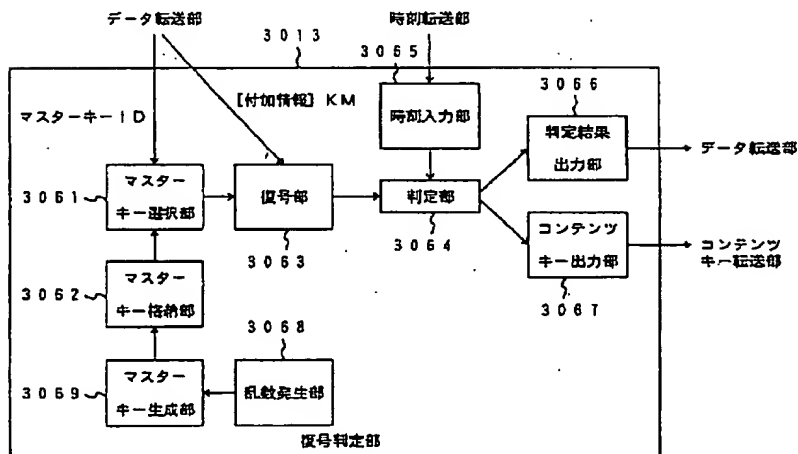 データ転送部
時刻転送部
3013
3065
[付加情報] KM
3066
マスターキーID
時刻入力部
判定結果
出力部
データ転送部
3061
マスター
キー選択部
復号部
判定部
3063
3064
コンテンツ
キー出力部
コンテンツ
キー転送部
3062
マスター
キー格納部
3067
3068
3069
マスター
キー生成部
乱数発生部
復号判定部